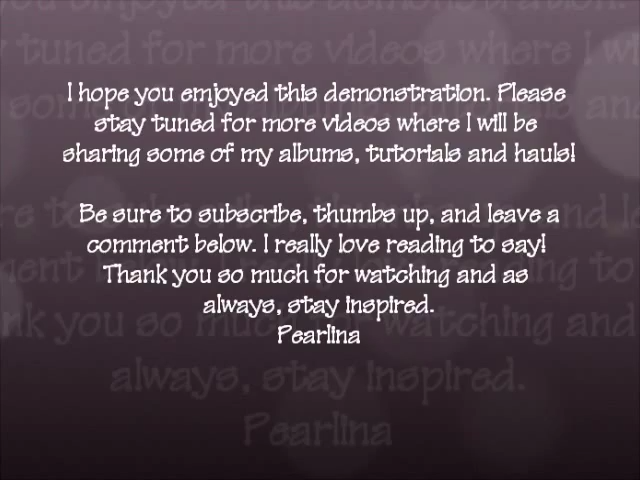 I hope you emjoyed this demonstration. Please
stay tuned for more videos where I will be
sharing some of my albums, tutorials and hauls!
Be sure to subscribe, thumbs up, and leave a
comment below. I really love reading to say!
Thank you so much for watching and as
always, stay inspired.
Pearlina